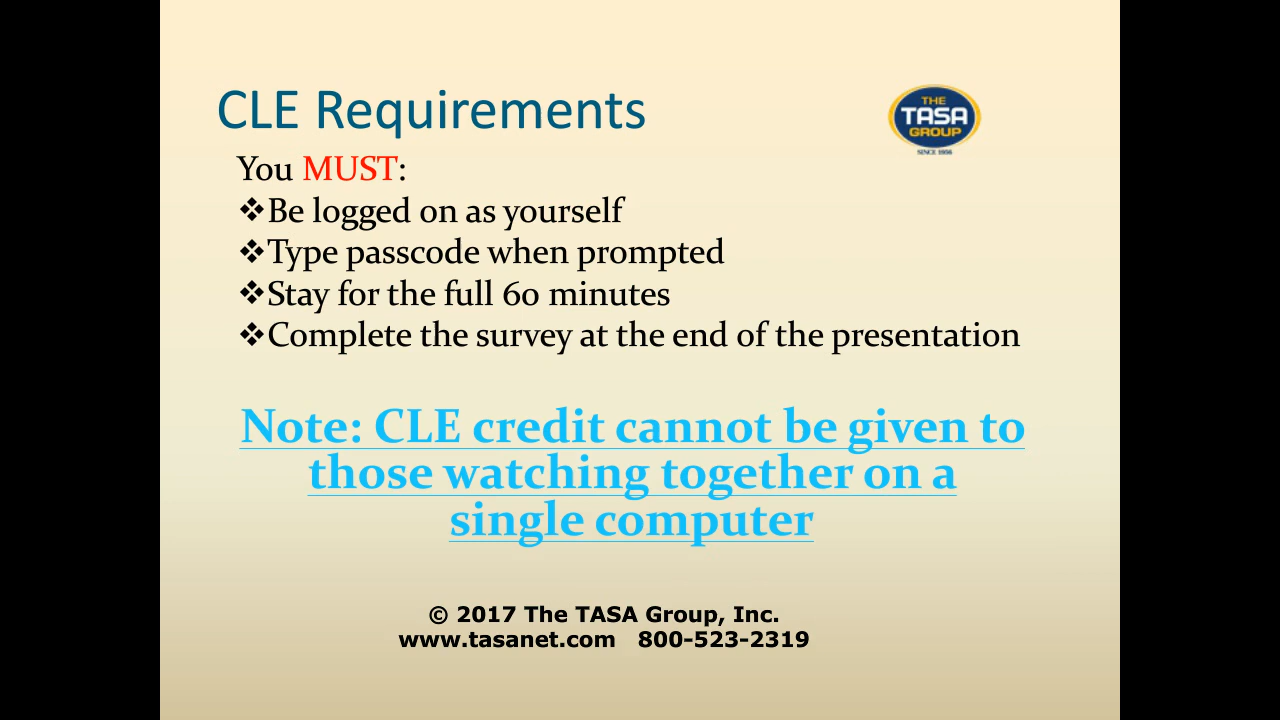 CLE Requirements
THE
TASA
GROUP
SINCE 1956
You MUST:
❖Be logged on as yourself
❖Type passcode when prompted
❖Stay for the full 60 minutes
❖Complete the survey at the end of the presentation
Note: CLE credit cannot be given to
those watching together on a
single computer
© 2017 The TASA Group, Inc.
www.tasanet.com 800-523-2319